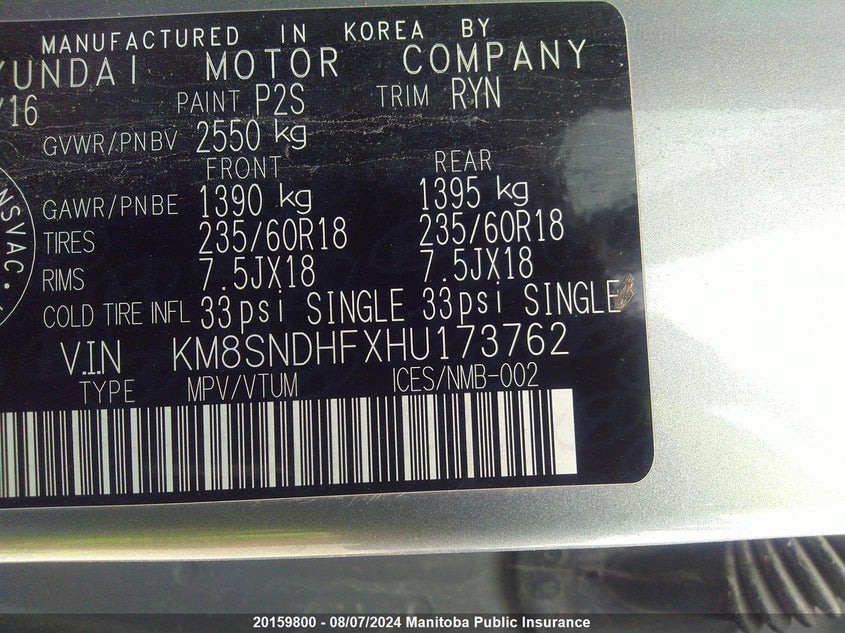 MANUFACTURED IN KOREA BY
YUNDAI MOTOR COMPANY
/16 PAINT P2S TRIM RYN
GVWR/PNBV 2550 kg
FRONT REAR
GAWR/PNBE 1390 kg 1395 kg
TIRES 235/60R18 235/60R18
RIMS 7.5JX18 7.5JX18
COLD TIRE INFL 33psi SINGLE 33psi SINGLE
V.I.N KM8SNDHFXHU173762
TYPE MPV/VTUM ICES/NMB-002
NSVAC •
20159800 - 08/07/2024 Manitoba Public Insurance